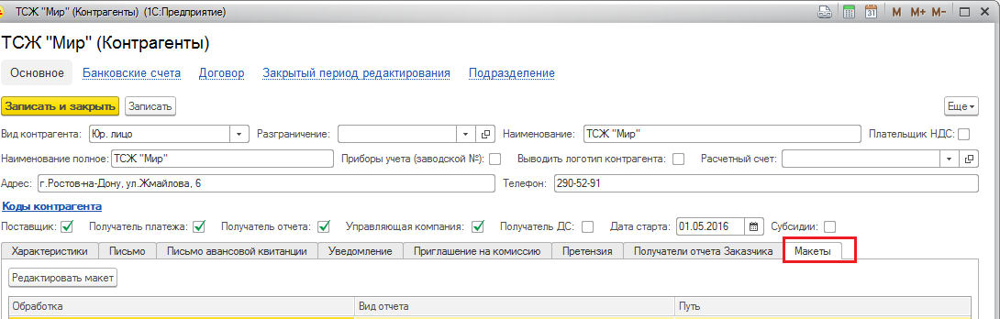 ТСЖ "Мир" (Контрагенты) (1С:Предприятие) 31 M M+ M-
ТСЖ "Мир" (Контрагенты)
Основное Банковские счета Договор Закрытый период редактирования Подразделение
Записать и закрыть Записать Еще
Вид контрагента: Юр. лицо Разграничение: Наименование: ТСЖ "Мир" Плательщик НДС:
Наименование полное: ТСЖ "Мир" Приборы учета (заводской №): Выводить логотип контрагента: Расчетный счет:
Адрес: г.Ростов-на-Дону, ул.Жмайлова, 6 Телефон: 290-52-91
Коды контрагента
Поставщик: Получатель платежа: Получатель отчета: Управляющая компания: Получатель ДС: Дата старта: 01.05.2016 Субсидии:
Характеристики Письмо Письмо авансовой квитанции Уведомление Приглашение на комиссию Претензия Получатели отчета Заказчика Макеты
Редактировать макет
Обработка Вид отчета Путь